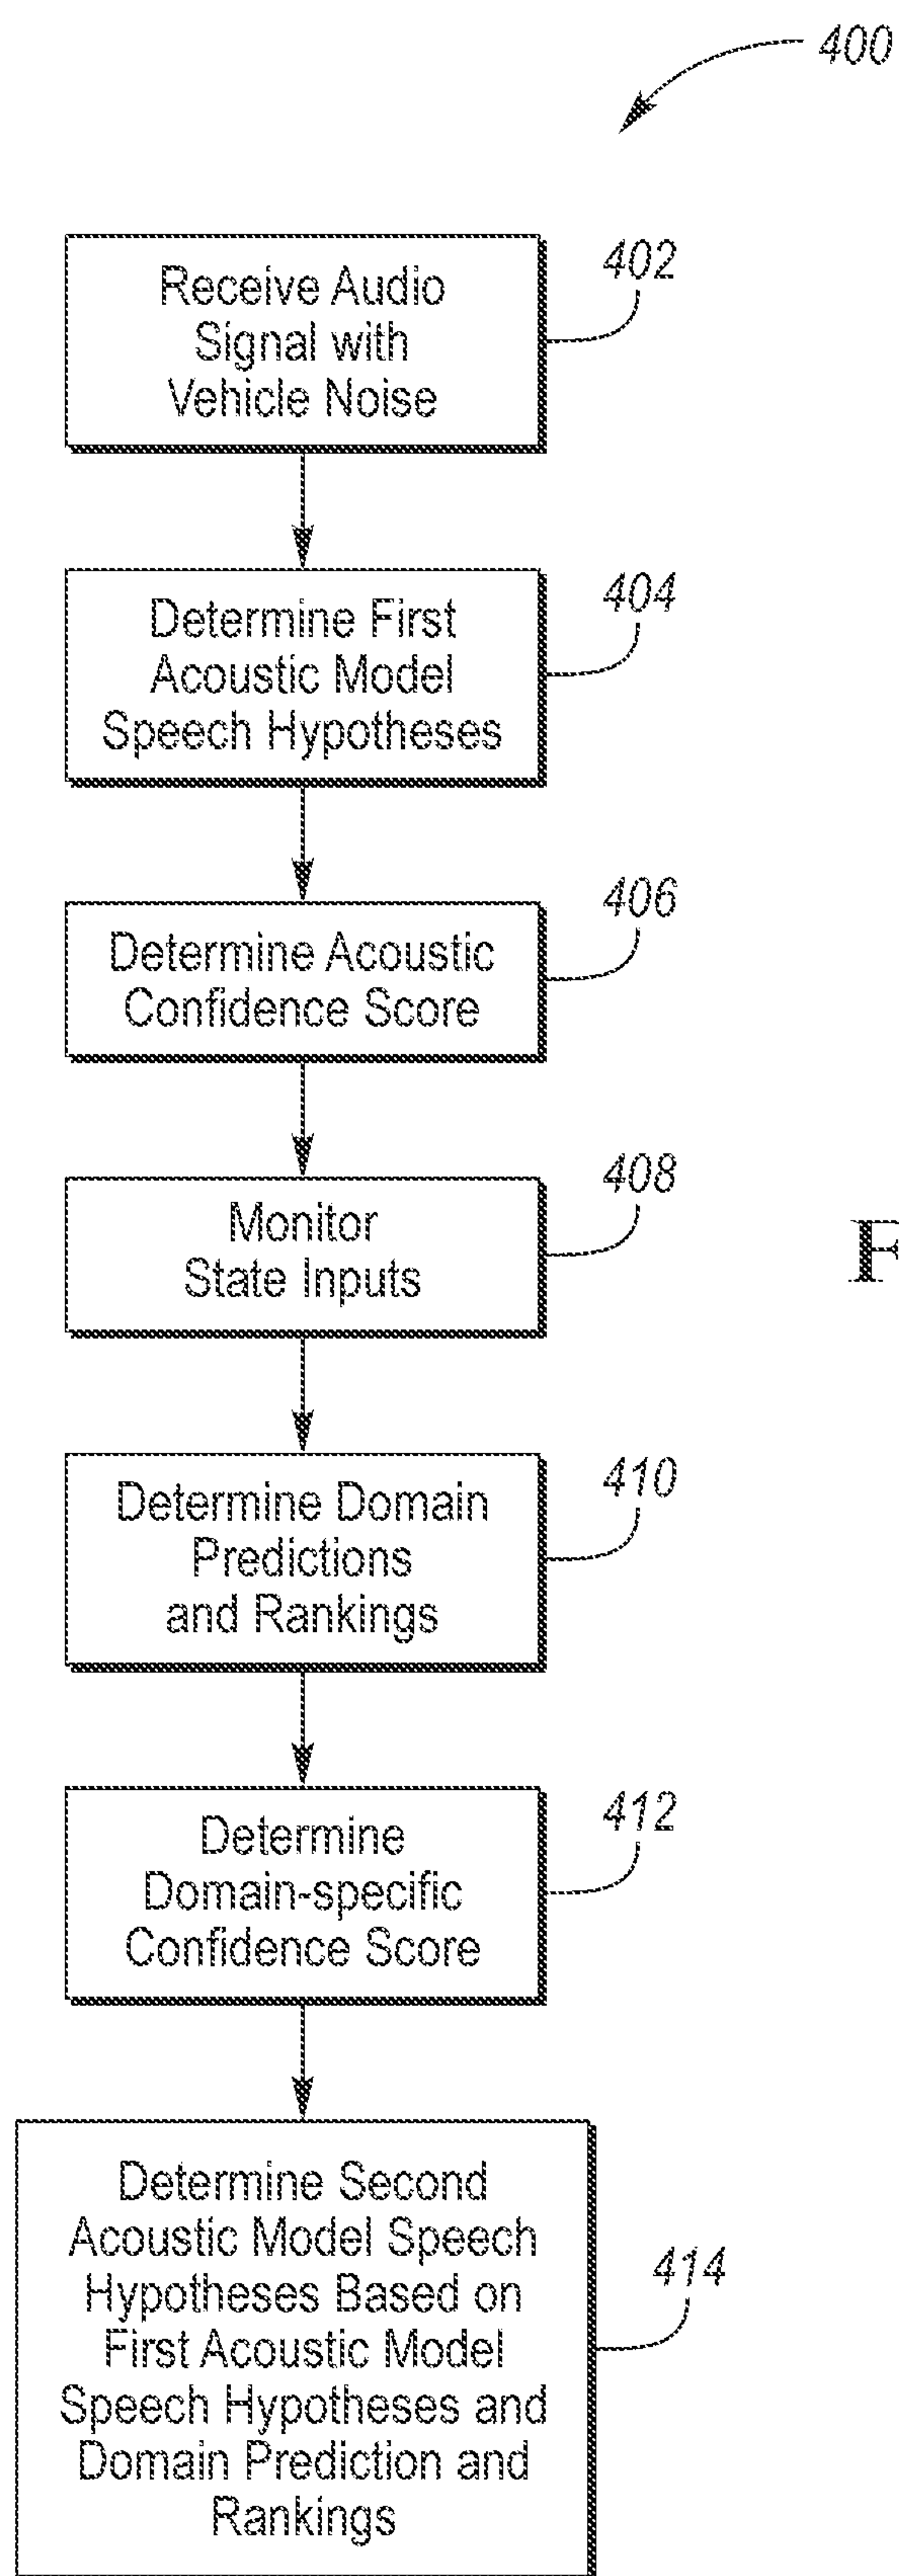 400
Receive Audio
Signal with
Vehicle Noise
402
Determine First
Acoustic Model
Speech Hypotheses
404
Determine Acoustic
Confidence Score
406
Monitor
State Inputs
408
F
Determine Domain
Predictions
and Rankings
410
Determine
Domain-specific
Confidence Score
412
Determine Second
Acoustic Model Speech
Hypotheses Based on
First Acoustic Model
Speech Hypotheses and
Domain Prediction and
Rankings
414